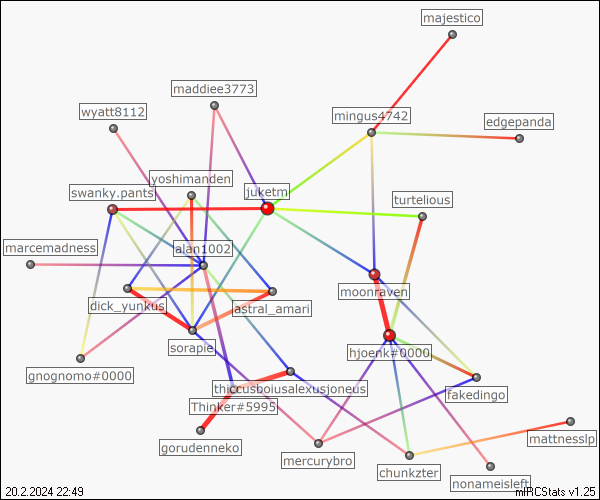 majestico
maddiee3773
wyatt8112
mingus4742
edgepanda
yoshimanden
swanky.pants
juketm
turtelious
marcemadness
alan1002
moonraven
dick_yunkus
astral_amari
sorapie
hjoenk#0000
gnognomo#0000
thiccusboiusalexusjoneus
fakedingo
Thinker#5995
gorudenneko
mercurybro
mattnesslp
chunkzter
nonameisleft
20.2.2024 22:49
mIRCStats v1.25